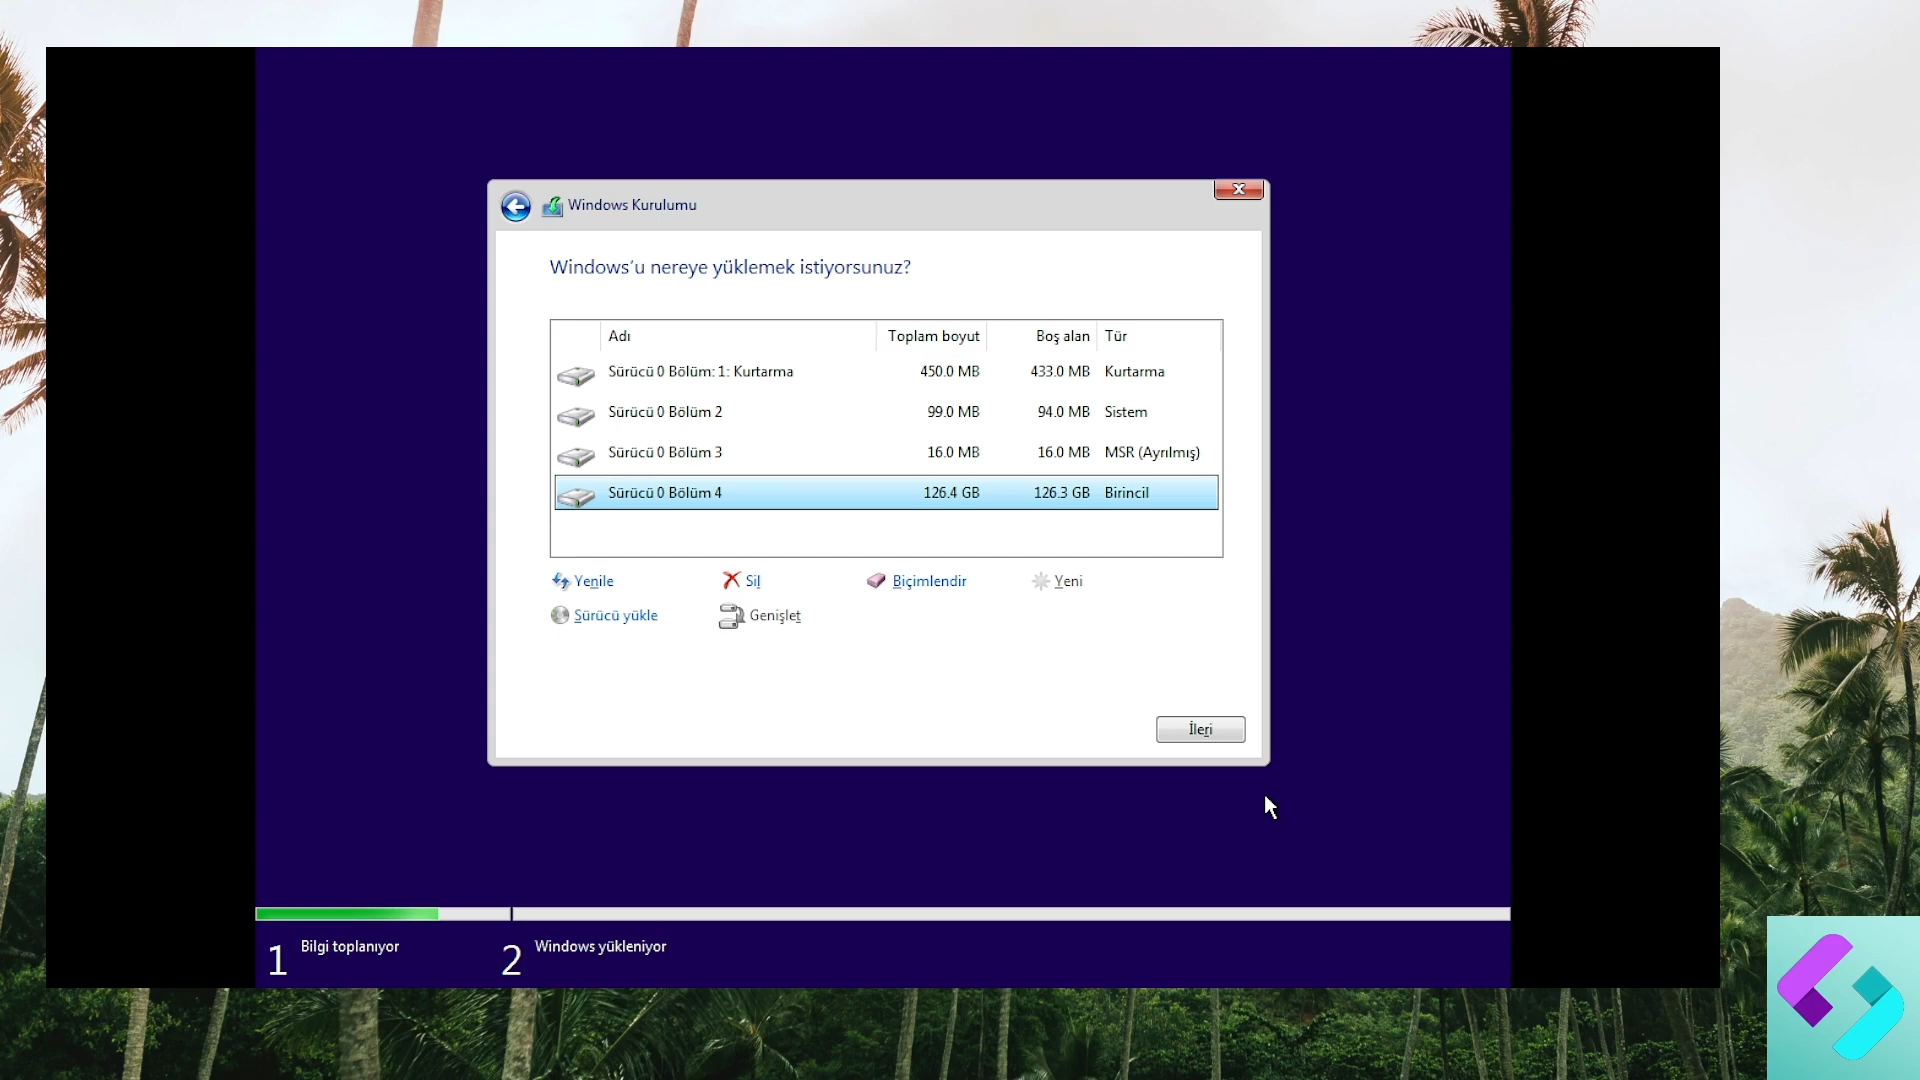 Windows Kurulumu
Windows'u nereye yüklemek istiyorsunuz?
Adı Toplam boyut Boş alan Tür
Sürücü 0 Bölüm: 1: Kurtarma 450.0 MB 433.0 MB Kurtarma
Sürücü 0 Bölüm 2 99.0 MB 94.0 MB Sistem
Sürücü 0 Bölüm 3 16.0 MB 16.0 MB MSR (Ayrılmış)
Sürücü 0 Bölüm 4 126.4 GB 126.3 GB Birincil
Yenile Sil Biçimlendir Yeni
Sürücü yükle Genişlet
İleri
1 Bilgi toplanıyor 2 Windows yükleniyor